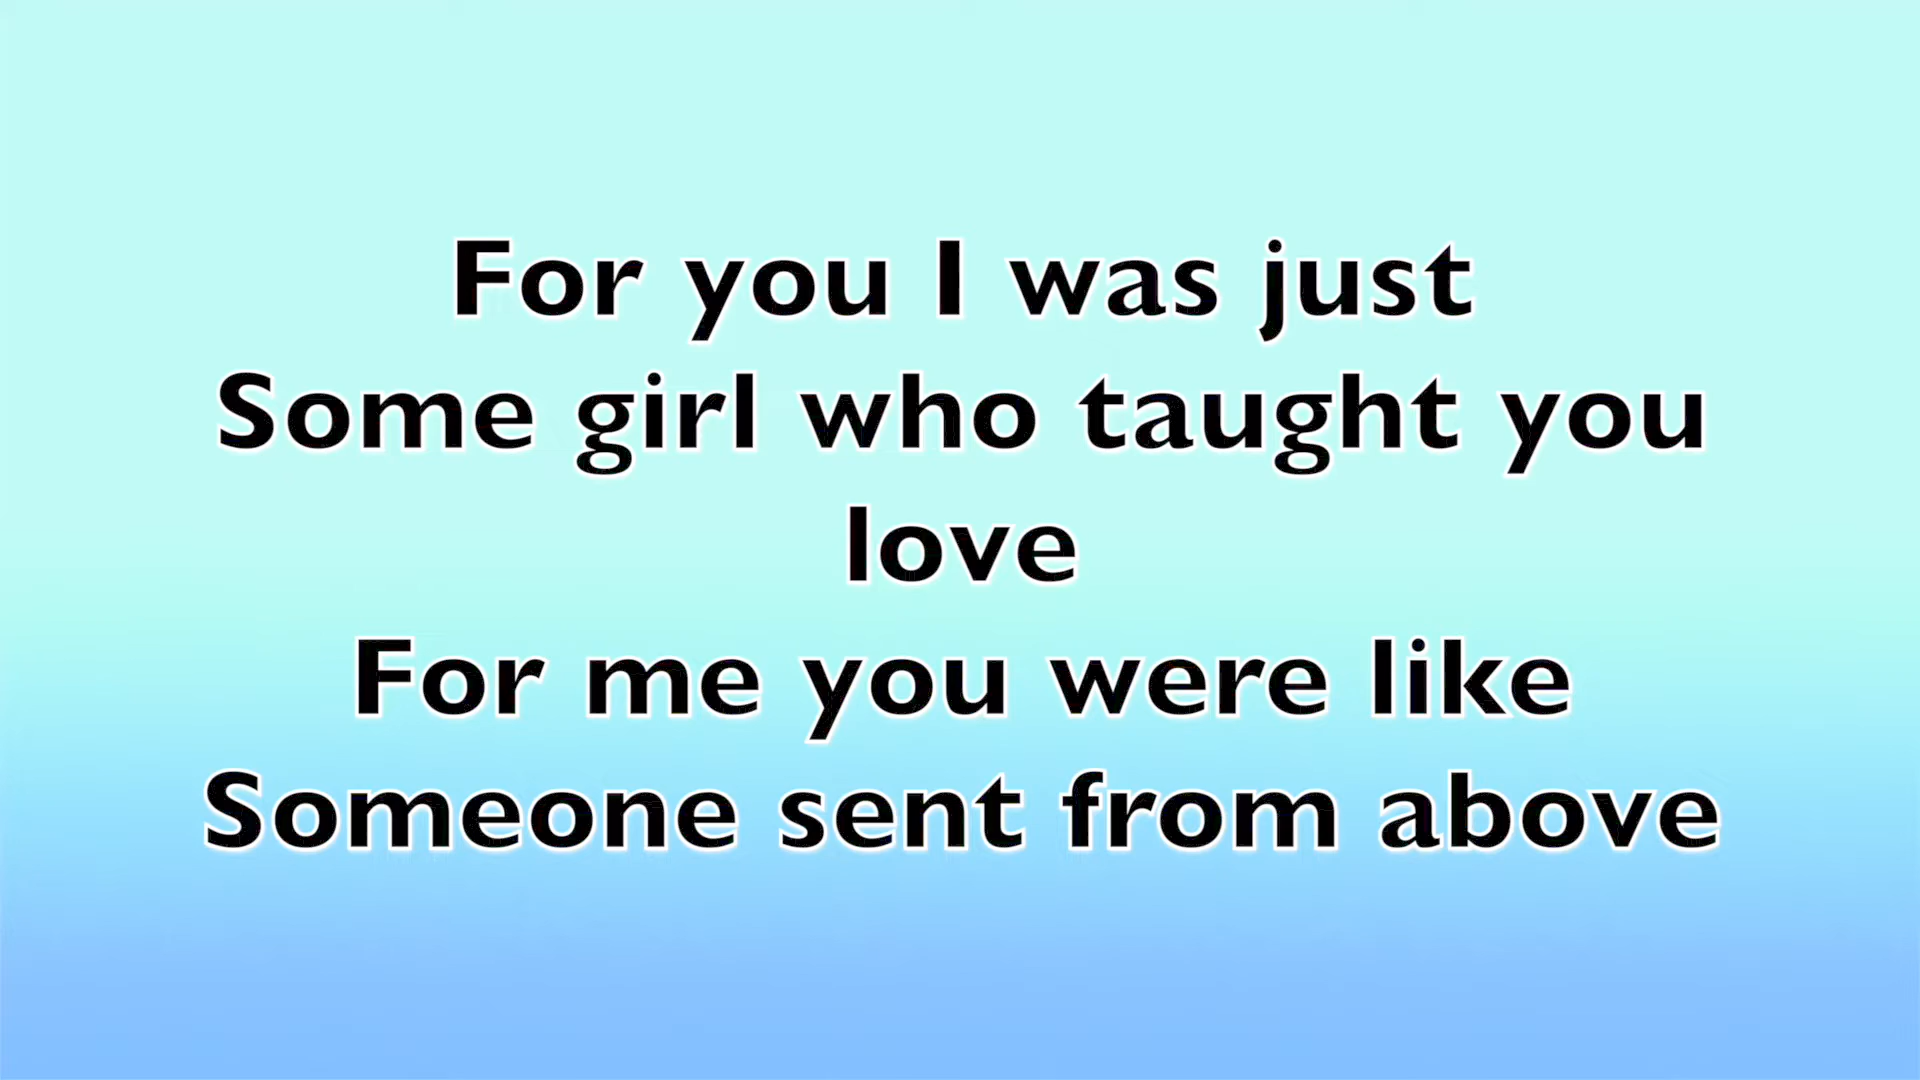 For you I was just
Some girl who taught you
love
For me you were like
Someone sent from above